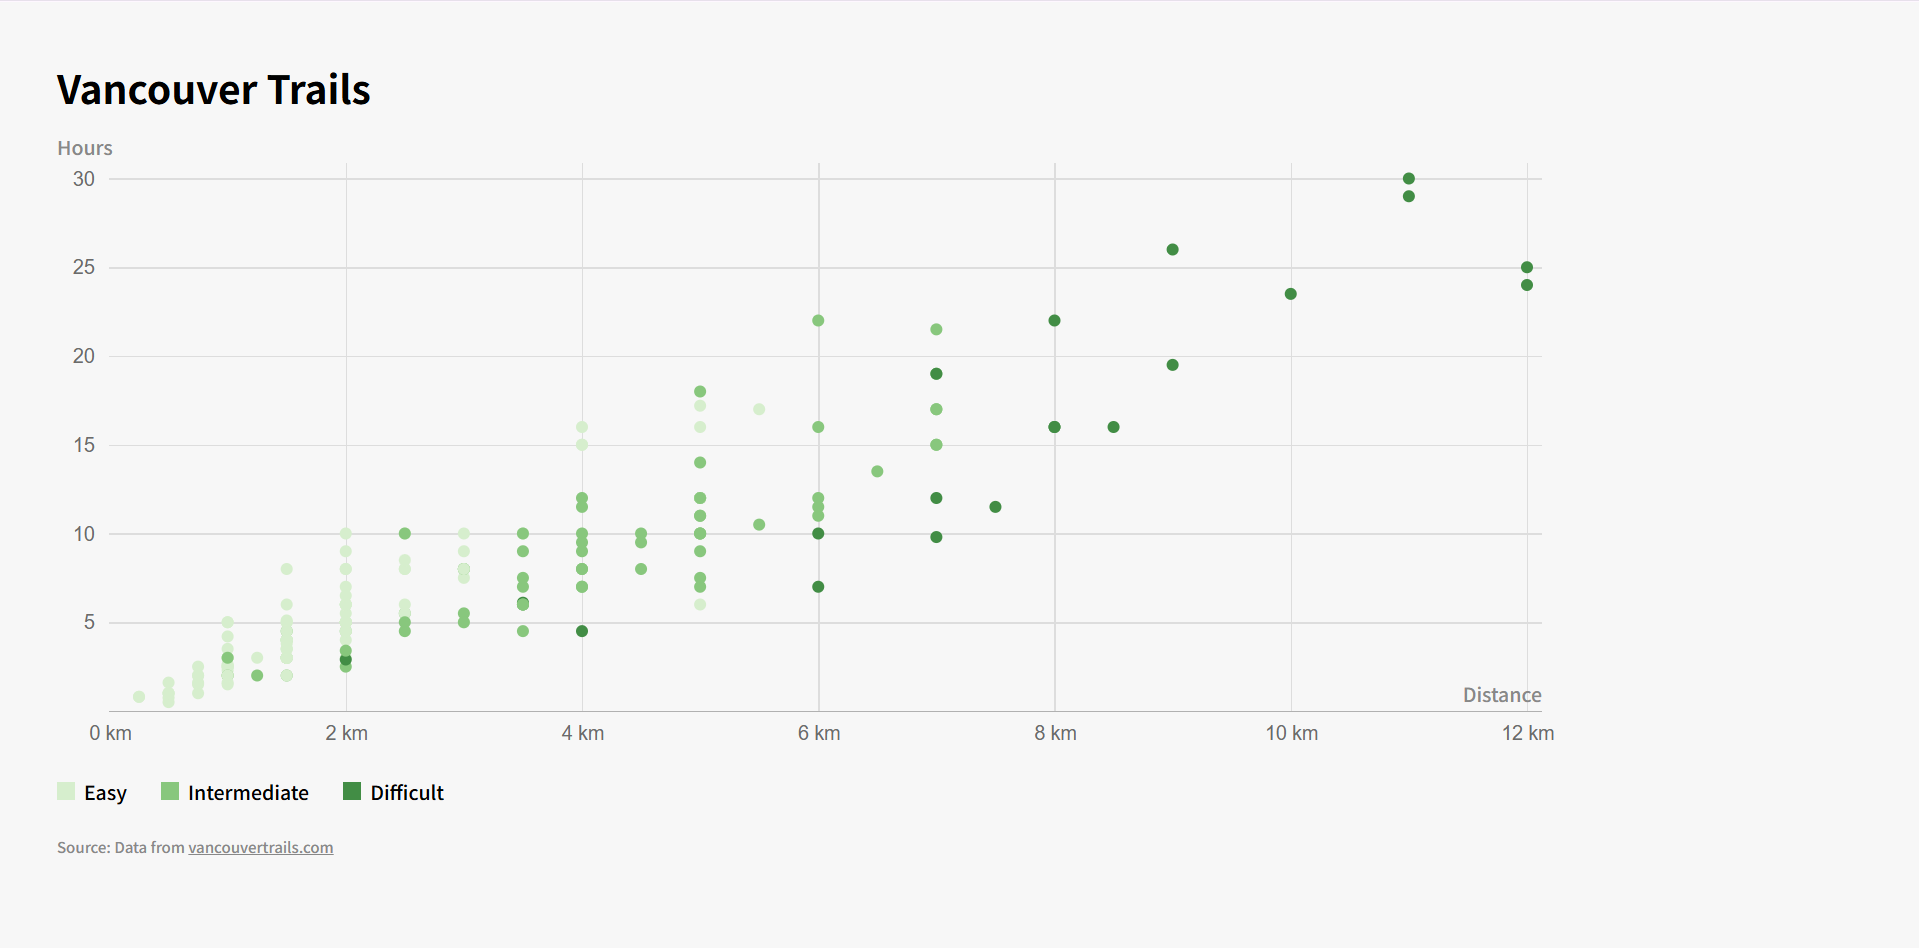 Vancouver Trails
Hours
30
25
20
15
10
5
Distance
0 km 2 km 4 km 6 km 8 km 10 km 12 km
Easy Intermediate Difficult
Source: Data from vancouvertrails.com